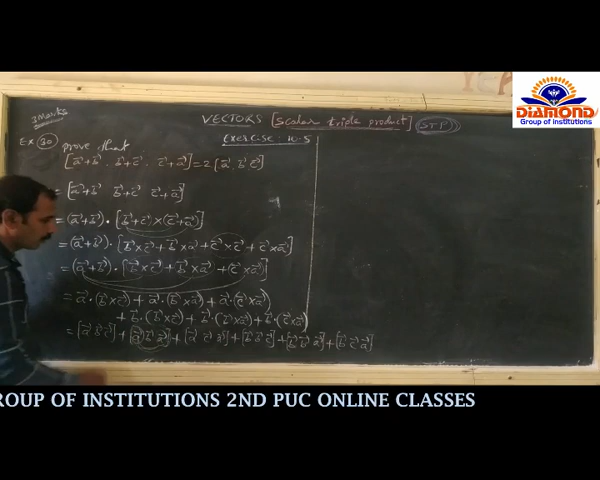 3 Marks
VECTORS [Scalar triple product] (STP)
Exercise: 10.5
Ex 30 prove that
[a⃗+b⃗ b⃗+c⃗ c⃗+a⃗] = 2 [a⃗ b⃗ c⃗]
= [a⃗+b⃗ b⃗+c⃗ c⃗+a⃗]
= (a⃗+b⃗) · [(b⃗+c⃗) × (c⃗+a⃗)]
= (a⃗+b⃗) · [b⃗×c⃗ + b⃗×a⃗ + c⃗×c⃗ + c⃗×a⃗]
= (a⃗+b⃗) · [(b⃗×c⃗) + (b⃗×a⃗) + (c⃗×a⃗)]
= a⃗·(b⃗×c⃗) + a⃗·(b⃗×a⃗) + a⃗·(c⃗×a⃗)
+ b⃗·(b⃗×c⃗) + b⃗·(b⃗×a⃗) + b⃗·(c⃗×a⃗)
= [a⃗ b⃗ c⃗] + [a⃗ b⃗ a⃗] + [a⃗ c⃗ a⃗] + [b⃗ b⃗ c⃗] + [b⃗ b⃗ a⃗] + [b⃗ c⃗ a⃗]
DIAMOND
Group of institutions
ROUP OF INSTITUTIONS 2ND PUC ONLINE CLASSES